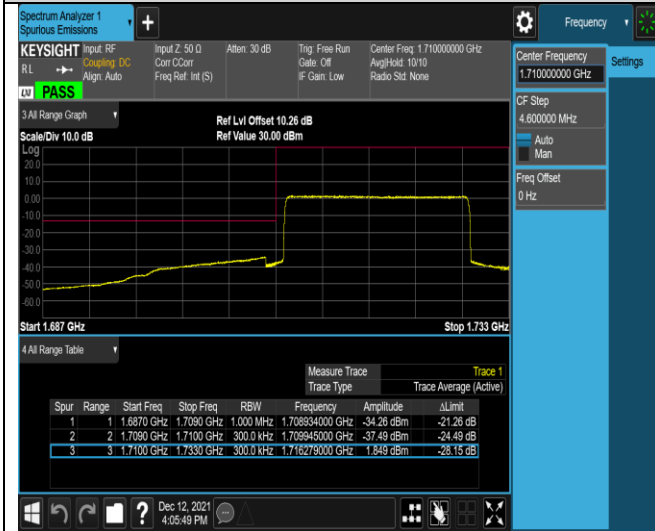 Spectrum Analyzer 1
Spurious Emissions
Frequency
KEYSIGHT
Input: RF
Coupling: DC
Align: Auto
Input Z: 50 Ω
Corr CCorr
Freq Ref: Int (S)
Atten: 30 dB
Trig: Free Run
Gate: Off
IF Gain: Low
Center Freq: 1.710000000 GHz
Avg|Hold: 10/10
Radio Std: None
R L
LNI PASS
Center Frequency
1.710000000 GHz
Settings
CF Step
4.600000 MHz
Auto
Man
Freq Offset
0 Hz
3 All Range Graph
Scale/Div 10.0 dB
Ref Lvl Offset 10.26 dB
Ref Value 30.00 dBm
Log
20.0
10.0
0.00
-10.0
-20.0
-30.0
-40.0
-50.0
-60.0
Start 1.687 GHz Stop 1.733 GHz
4 All Range Table
Measure Trace Trace 1
Trace Type Trace Average (Active)
Spur Range Start Freq Stop Freq RBW Frequency Amplitude ΔLimit
1 1 1.6870 GHz 1.7090 GHz 1.000 MHz 1.708934000 GHz -34.26 dBm -21.26 dB
2 2 1.7090 GHz 1.7100 GHz 300.0 kHz 1.709945000 GHz -37.49 dBm -24.49 dB
3 3 1.7100 GHz 1.7330 GHz 300.0 kHz 1.716279000 GHz 1.849 dBm -28.15 dB
Dec 12, 2021
4:05:49 PM